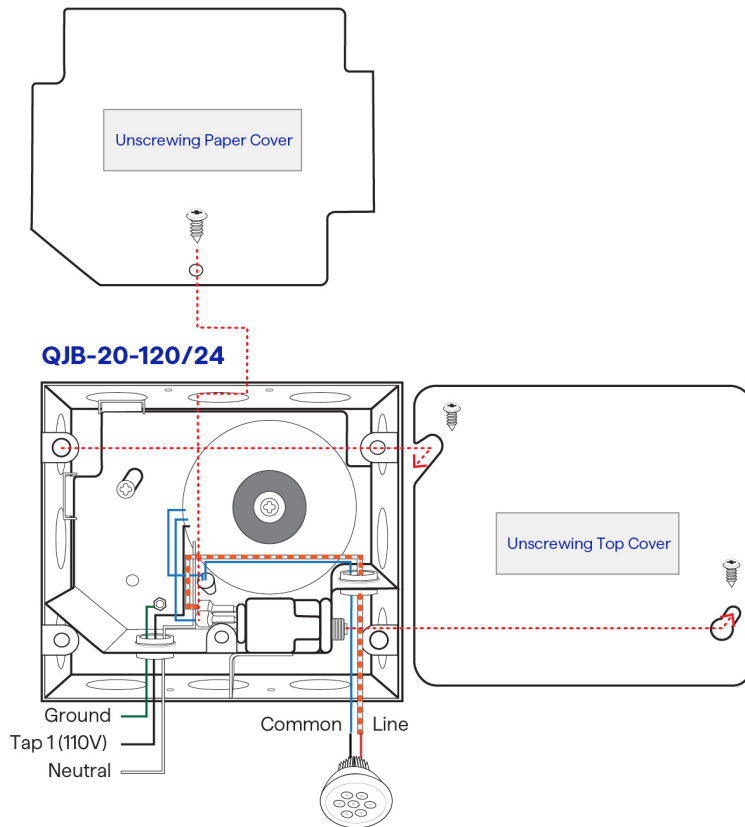 Unscrewing Paper Cover
QJB-20-120/24
Unscrewing Top Cover
Ground
Tap 1 (110V)
Neutral
Common
Line